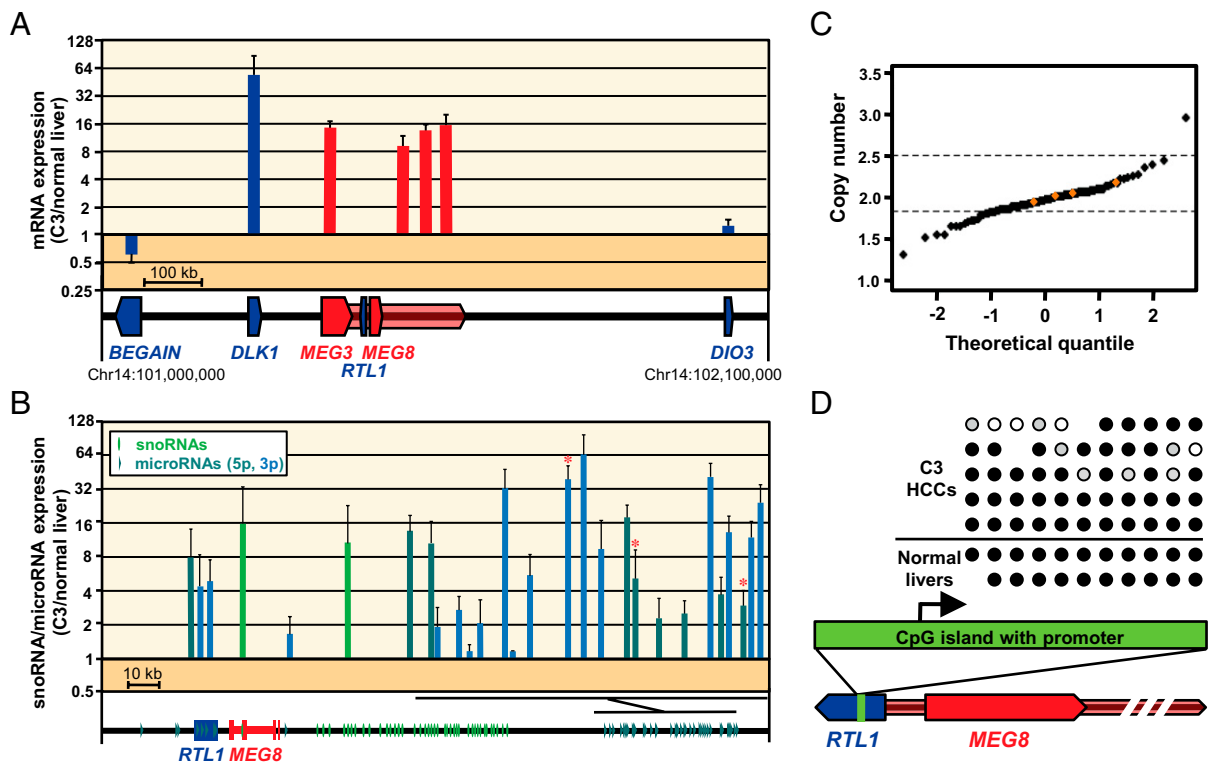 A
128
64
32
16
8
4
2
1
0.5
0.25
mRNA expression
(C3/normal liver)
100 kb
BEGAIN
DLK1
MEG3
MEG8
RTL1
DIO3
Chr14:101,000,000
Chr14:102,100,000
B
128
64
32
16
8
4
2
1
0.5
snoRNA/microRNA expression
(C3/normal liver)
snoRNAs
microRNAs (5p, 3p)
*
*
*
10 kb
RTL1 MEG8
C
3.5
3.0
2.5
2.0
1.5
1.0
Copy number
-2
-1
0
1
2
Theoretical quantile
D
C3
HCCs
Normal
livers
CpG island with promoter
RTL1
MEG8